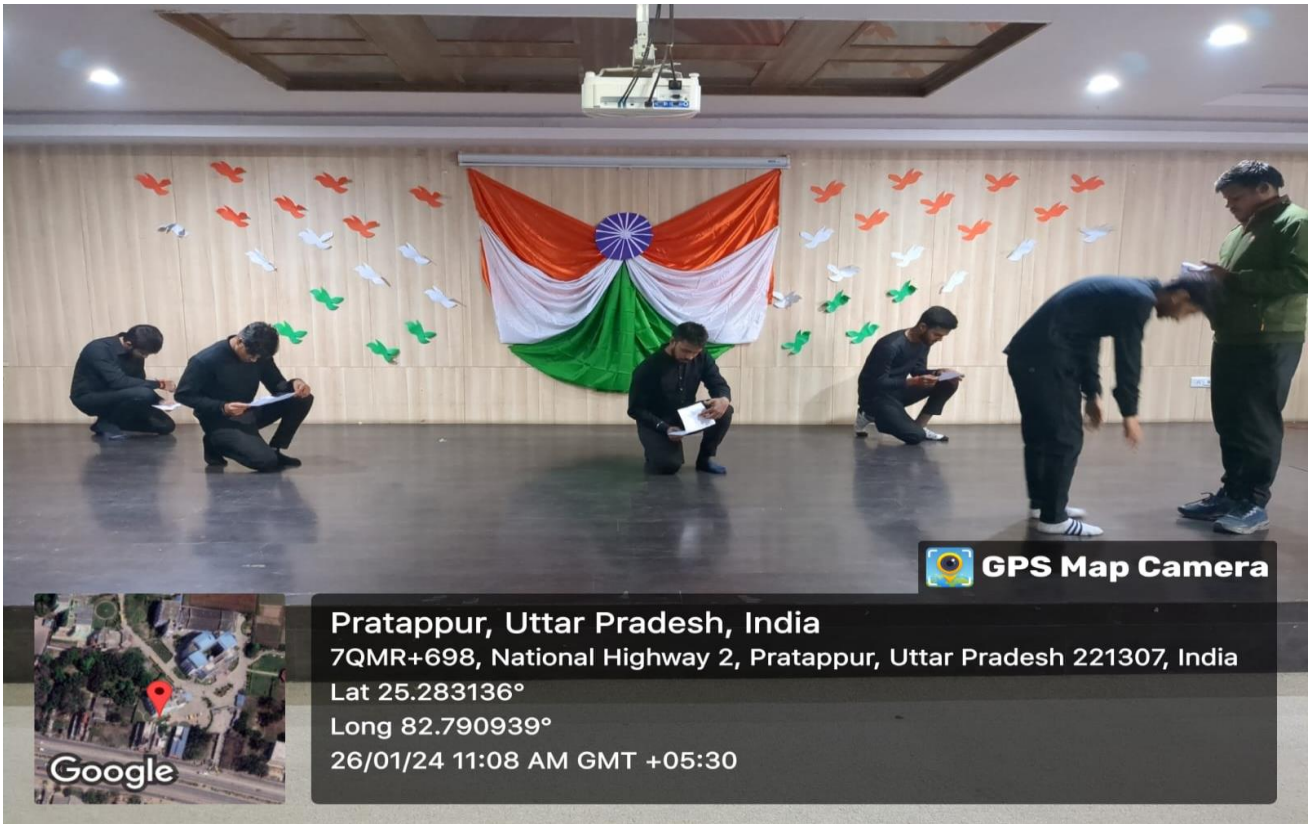 GPS Map Camera
Pratappur, Uttar Pradesh, India
7QMR+698, National Highway 2, Pratappur, Uttar Pradesh 221307, India
Lat 25.283136°
Long 82.790939°
26/01/24 11:08 AM GMT +05:30
Google